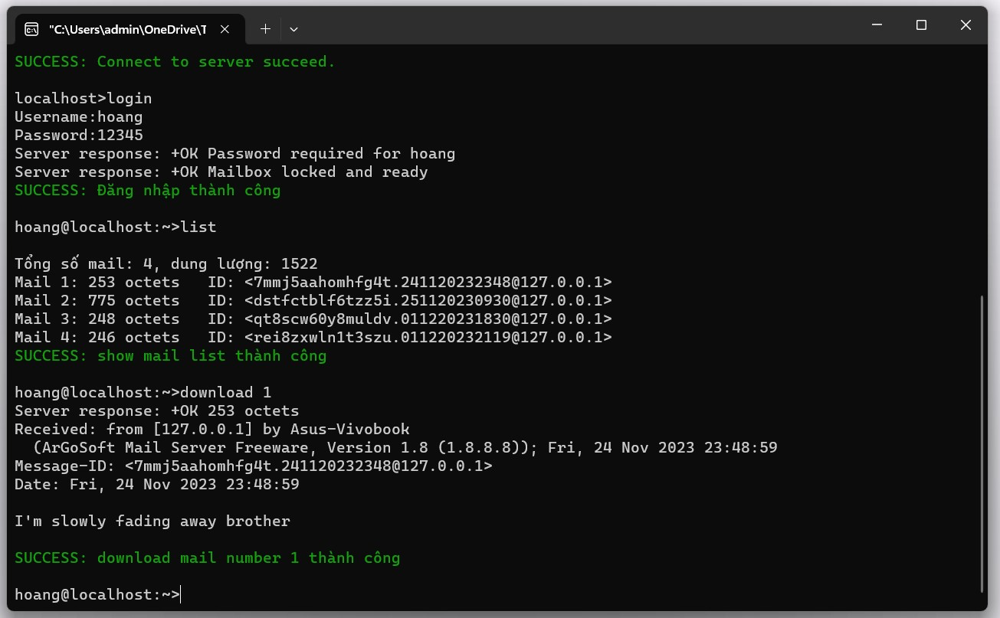 "C:\Users\admin\OneDrive\T
SUCCESS: Connect to server succeed.
localhost>login
Username:hoang
Password:12345
Server response: +OK Password required for hoang
Server response: +OK Mailbox locked and ready
SUCCESS: Đăng nhập thành công
hoang@localhost:~>list
Tổng số mail: 4, dung lượng: 1522
Mail 1: 253 octets   ID: <7mmj5aahomhfg4t.241120232348@127.0.0.1>
Mail 2: 775 octets   ID: <dstfctblf6tzz5i.251120230930@127.0.0.1>
Mail 3: 248 octets   ID: <qt8scw60y8muldv.011220231830@127.0.0.1>
Mail 4: 246 octets   ID: <rei8zxwln1t3szu.011220232119@127.0.0.1>
SUCCESS: show mail list thành công
hoang@localhost:~>download 1
Server response: +OK 253 octets
Received: from [127.0.0.1] by Asus-Vivobook
  (ArGoSoft Mail Server Freeware, Version 1.8 (1.8.8.8)); Fri, 24 Nov 2023 23:48:59
Message-ID: <7mmj5aahomhfg4t.241120232348@127.0.0.1>
Date: Fri, 24 Nov 2023 23:48:59
I'm slowly fading away brother
SUCCESS: download mail number 1 thành công
hoang@localhost:~>